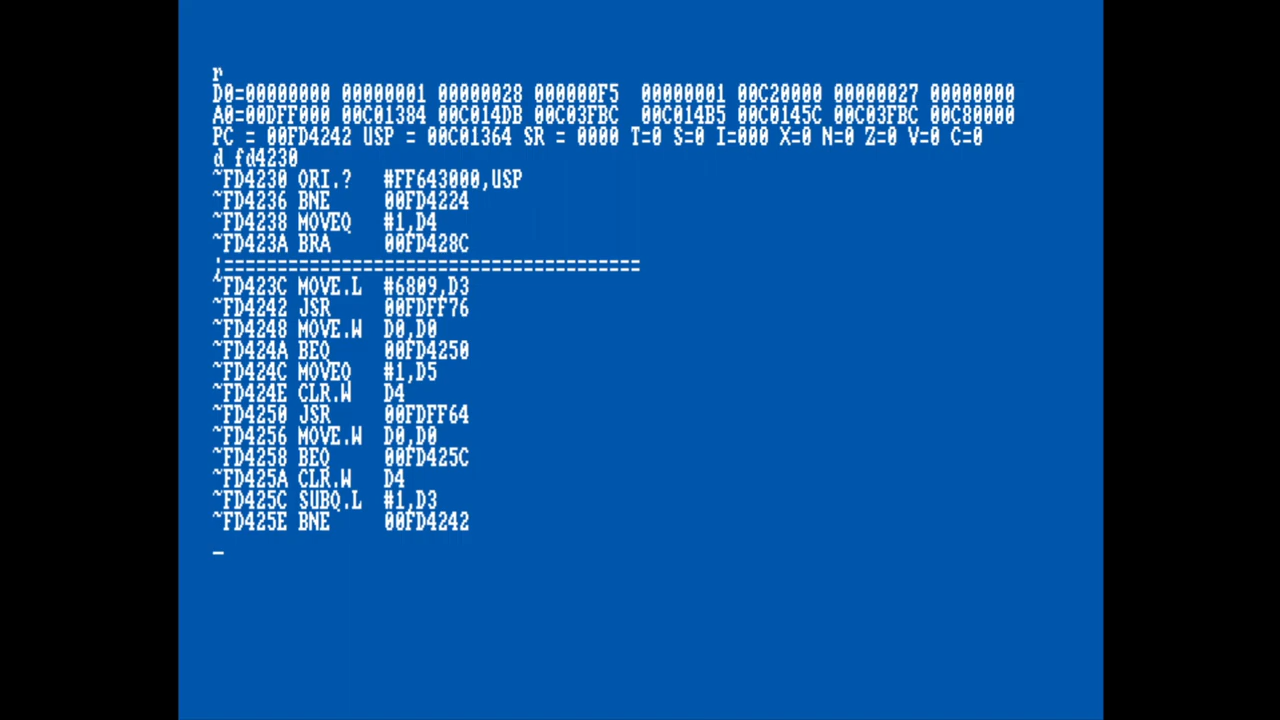 r
D0=00000000 00000001 00000028 000000F5  00000001 00C20000 00000027 00000000
A0=00DFF000 00C01384 00C014DB 00C03FBC  00C014B5 00C0145C 00C03FBC 00C80000
PC = 00FD4242 USP = 00C01364 SR = 0000 T=0 S=0 I=000 X=0 N=0 Z=0 V=0 C=0
d fd4230
~FD4230 ORI.?   #FF643000,USP
~FD4236 BNE     00FD4224
~FD4238 MOVEQ   #1,D4
~FD423A BRA     00FD428C
;=======================================
~FD423C MOVE.L  #6809,D3
~FD4242 JSR     00FDFF76
~FD4248 MOVE.W  D0,D0
~FD424A BEQ     00FD4250
~FD424C MOVEQ   #1,D5
~FD424E CLR.W   D4
~FD4250 JSR     00FDFF64
~FD4256 MOVE.W  D0,D0
~FD4258 BEQ     00FD425C
~FD425A CLR.W   D4
~FD425C SUBQ.L  #1,D3
~FD425E BNE     00FD4242
_